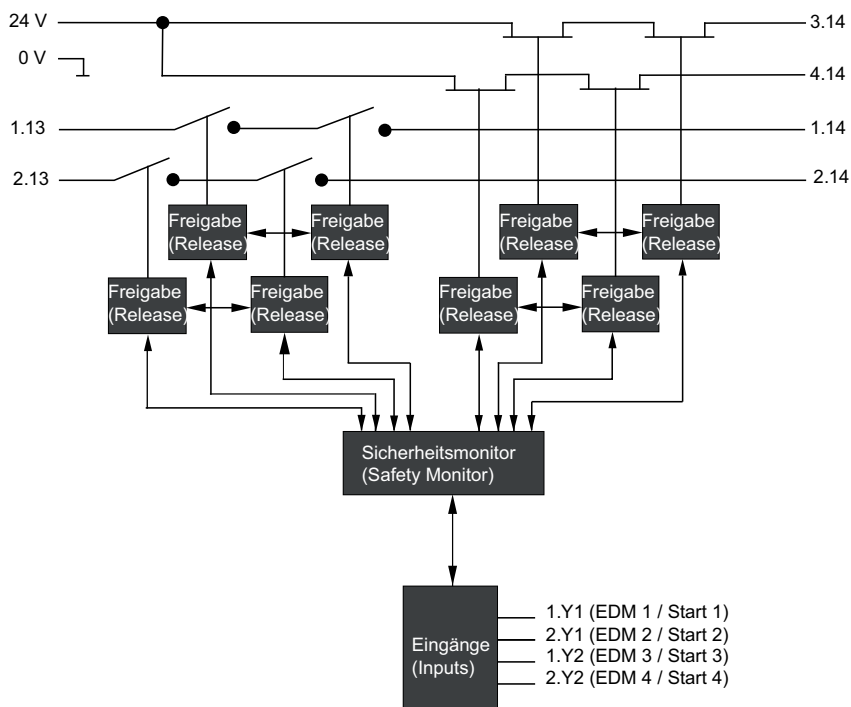 24 V
3.14
0 V
4.14
1.13
1.14
2.13
2.14
Freigabe
(Release)
Freigabe
(Release)
Freigabe
(Release)
Freigabe
(Release)
Freigabe
(Release)
Freigabe
(Release)
Freigabe
(Release)
Freigabe
(Release)
Sicherheitsmonitor
(Safety Monitor)
Eingänge
(Inputs)
1.Y1 (EDM 1 / Start 1)
2.Y1 (EDM 2 / Start 2)
1.Y2 (EDM 3 / Start 3)
2.Y2 (EDM 4 / Start 4)